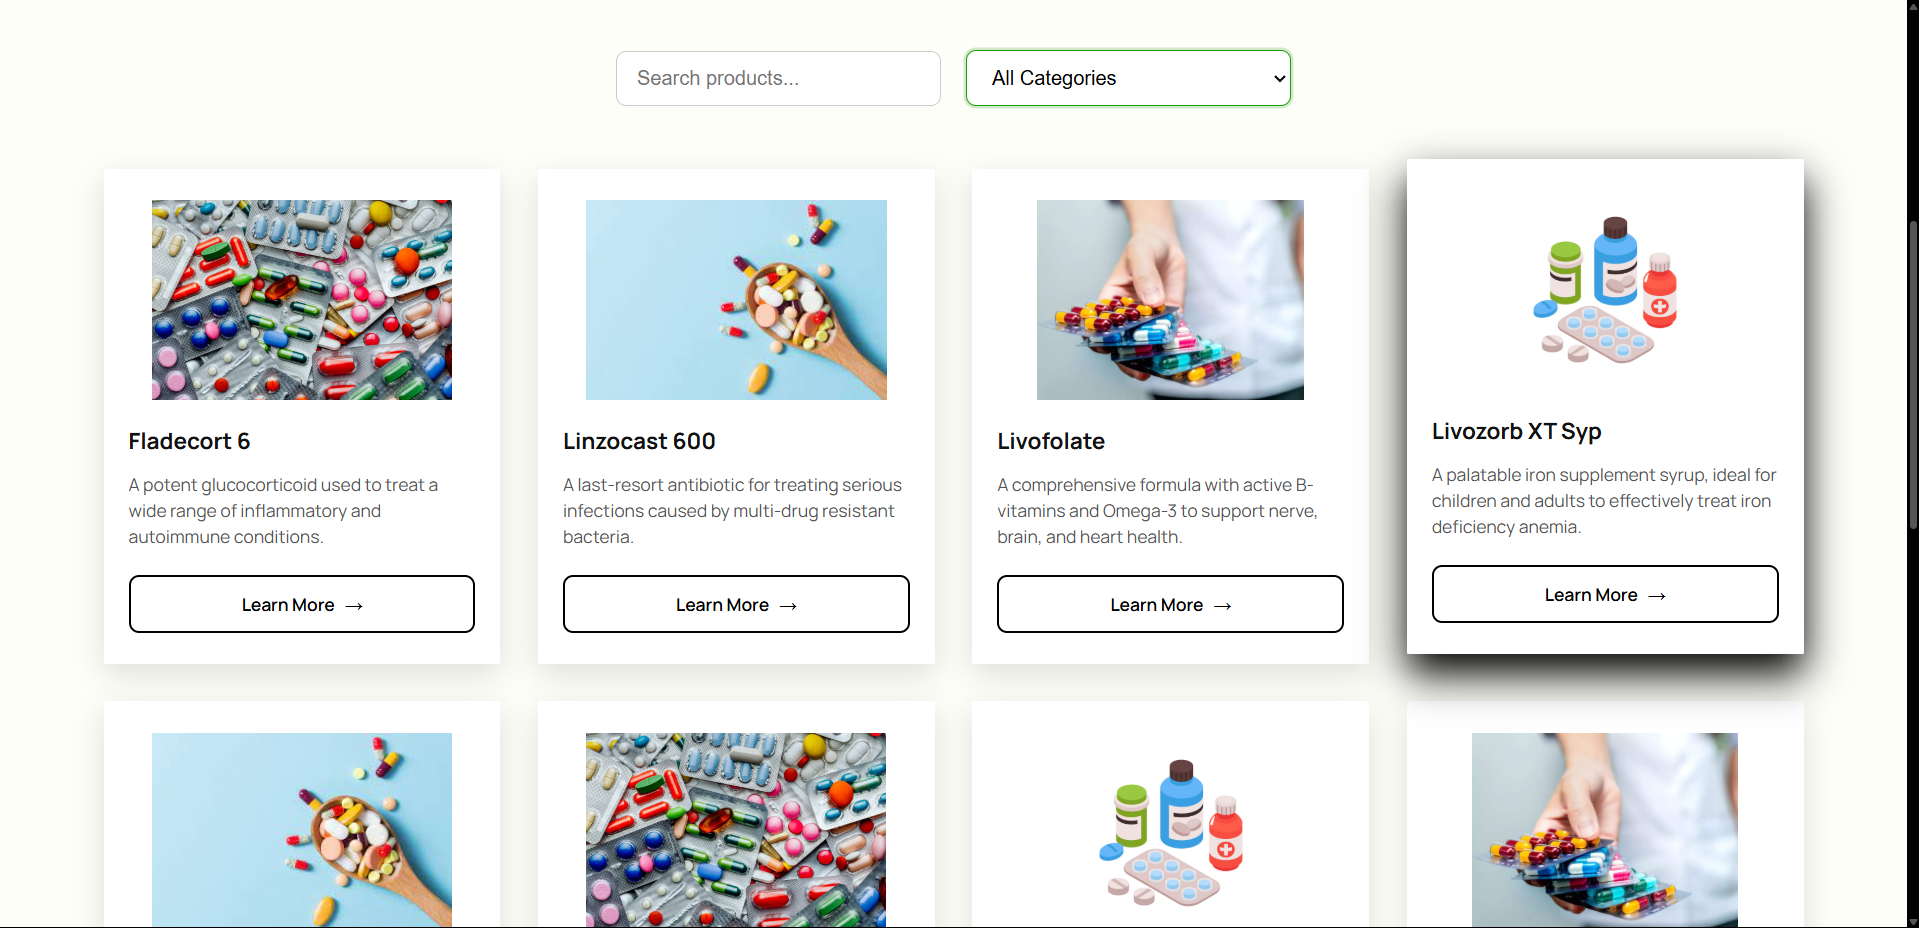 Search products...
All Categories
Fladecort 6
A potent glucocorticoid used to treat a
wide range of inflammatory and
autoimmune conditions.
Learn More →
Linzocast 600
A last-resort antibiotic for treating serious
infections caused by multi-drug resistant
bacteria.
Learn More →
Livofolate
A comprehensive formula with active B-
vitamins and Omega-3 to support nerve,
brain, and heart health.
Learn More →
Livozorb XT Syp
A palatable iron supplement syrup, ideal for
children and adults to effectively treat iron
deficiency anemia.
Learn More →